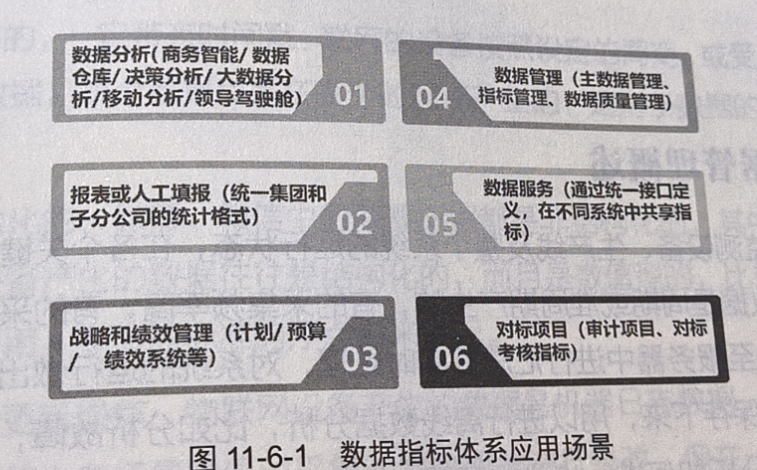 数据分析(商务智能/ 数据
仓库/ 决策分析/ 大数据分
析/移动分析/领导驾驶舱)
01
04
数据管理（主数据管理、
指标管理、数据质量管理）
报表或人工填报（统一集团和
子分公司的统计格式）
02
05
数据服务（通过统一接口定
义，在不同系统中共享指
标）
战略和绩效管理（计划/ 预算
/ 绩效系统等）
03
06
对标项目（审计项目、对标
考核指标）
图 11-6-1 数据指标体系应用场景